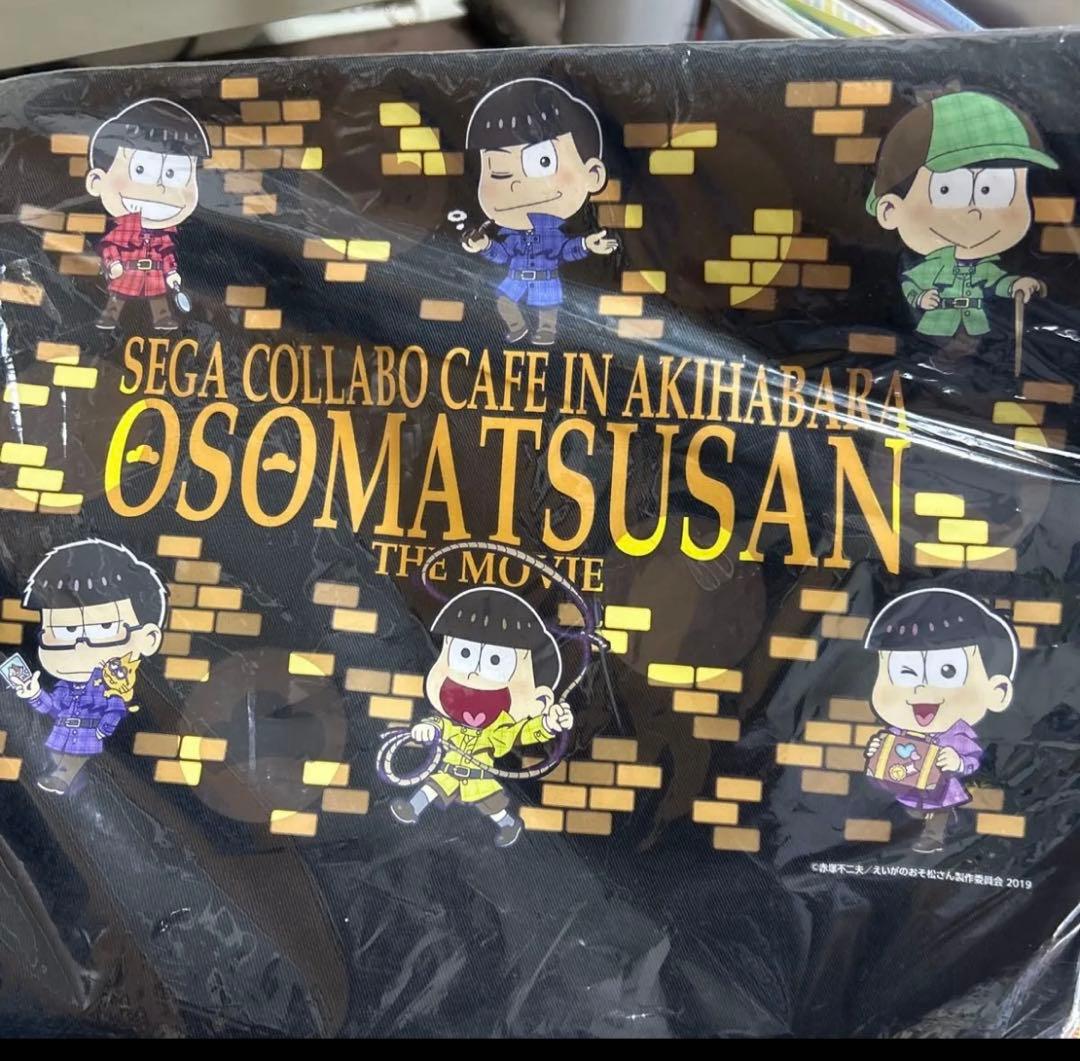 SEGA COLLABO CAFE IN AKIHABARA
OSOMATSUSAN
THE MOVIE
©赤塚不二夫／えいがのおそ松さん製作委員会 2019